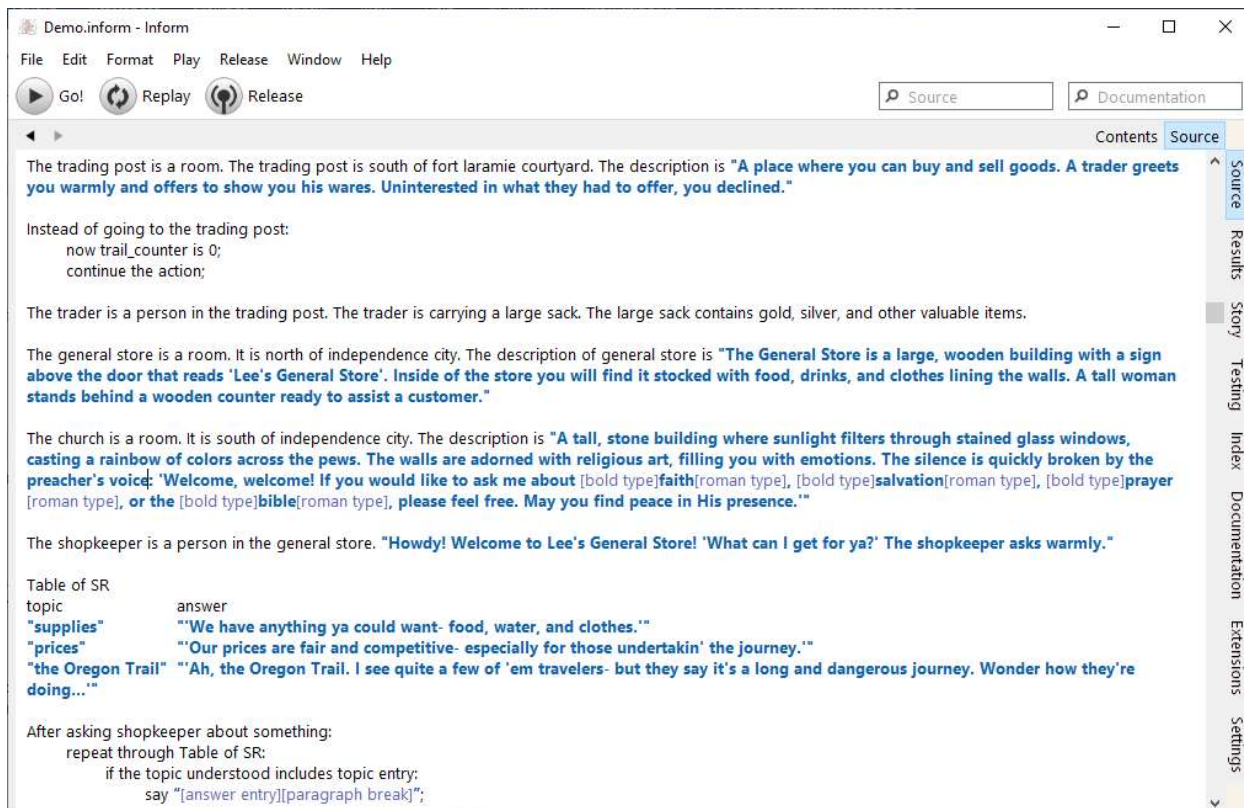 Demo.inform - Inform
File Edit Format Play Release Window Help
Go! Replay Release Source Documentation
Contents Source
The trading post is a room. The trading post is south of fort laramie courtyard. The description is "A place where you can buy and sell goods. A trader greets
you warmly and offers to show you his wares. Uninterested in what they had to offer, you declined."
Instead of going to the trading post:
now trail_counter is 0;
continue the action;
The trader is a person in the trading post. The trader is carrying a large sack. The large sack contains gold, silver, and other valuable items.
The general store is a room. It is north of independence city. The description of general store is "The General Store is a large, wooden building with a sign
above the door that reads 'Lee's General Store'. Inside of the store you will find it stocked with food, drinks, and clothes lining the walls. A tall woman
stands behind a wooden counter ready to assist a customer."
The church is a room. It is south of independence city. The description is "A tall, stone building where sunlight filters through stained glass windows,
casting a rainbow of colors across the pews. The walls are adorned with religious art, filling you with emotions. The silence is quickly broken by the
preacher's voice: 'Welcome, welcome! If you would like to ask me about [bold type]faith[roman type], [bold type]salvation[roman type], [bold type]prayer
[roman type], or the [bold type]bible[roman type], please feel free. May you find peace in His presence.'"
The shopkeeper is a person in the general store. "Howdy! Welcome to Lee's General Store! 'What can I get for ya?' The shopkeeper asks warmly."
Table of SR
topic answer
"supplies" "'We have anything ya could want- food, water, and clothes.'"
"prices" "'Our prices are fair and competitive- especially for those undertakin' the journey.'"
"the Oregon Trail" "'Ah, the Oregon Trail. I see quite a few of 'em travelers- but they say it's a long and dangerous journey. Wonder how they're
doing...'"
After asking shopkeeper about something:
repeat through Table of SR:
if the topic understood includes topic entry:
say “[answer entry][paragraph break]”;
Source
Results
Story
Testing
Index
Documentation
Extensions
Settings